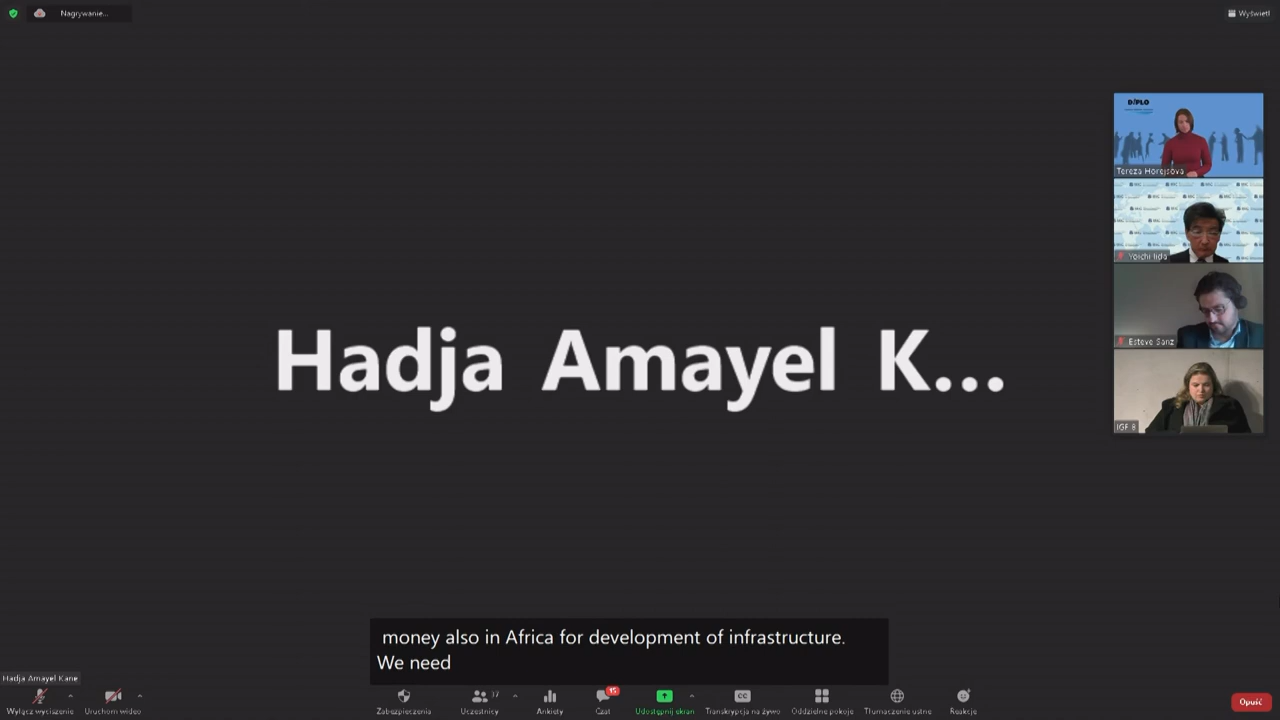 Nagrywanie...
Wyświetl
DiPLO
Tereza Horejsova
Yoichi Iida
Esteve Sanz
IGF 8
Hadja Amayel K...
money also in Africa for development of infrastructure.
We need
Hadja Amayel Kane
Wyłącz wyciszenie
Uruchom wideo
Zabezpieczenia
Uczestnicy
37
Ankiety
Czat
15
Udostępnij ekran
CC
Transkrypcja na żywo
Oddzielne pokoje
Tłumaczenie ustne
Reakcje
Opuść